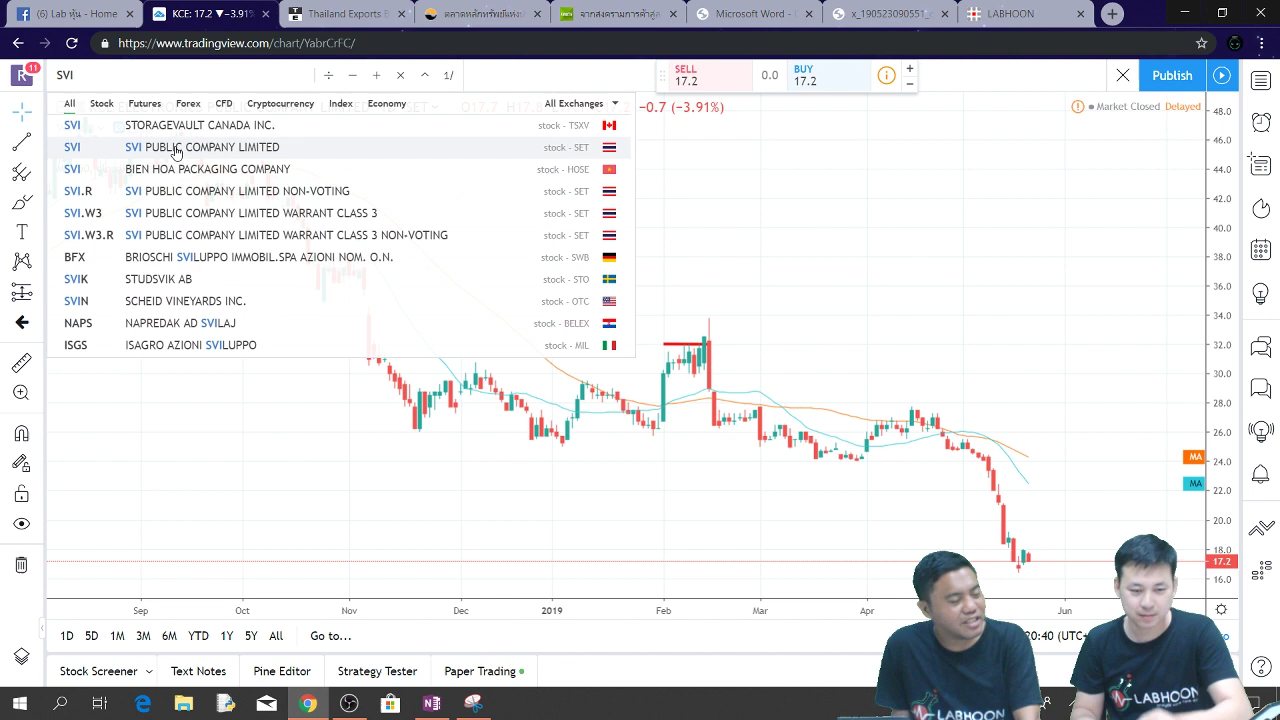 (6) Lab หุ้น - Home
KCE: 17.2 ▼−3.91%
Thailand Exports B
Microsoft Word -
s_19052309055 1
LABHOON
https://www.tradingview.com/chart/YabrCrFC/
R 11
SVI
1/
SELL
17.2
0.0
BUY
17.2
Publish
All Stock Futures Forex CFD Cryptocurrency Index Economy All Exchanges
−0.7 (−3.91%)
Market Closed Delayed
SVI STORAGEVAULT CANADA INC. stock - TSXV
SVI SVI PUBLIC COMPANY LIMITED stock - SET
SVI BIEN HOA PACKAGING COMPANY stock - HOSE
SVI.R SVI PUBLIC COMPANY LIMITED NON-VOTING stock - SET
SVI.W3 SVI PUBLIC COMPANY LIMITED WARRANT CLASS 3 stock - SET
SVI.W3.R SVI PUBLIC COMPANY LIMITED WARRANT CLASS 3 NON-VOTING stock - SET
BFX BRIOSCHI SVILUPPO IMMOBIL.SPA AZIONI NOM. O.N. stock - SWB
SVIK STUDSVIK AB stock - STO
SVIN SCHEID VINEYARDS INC. stock - OTC
NAPS NAPREDAK AD SVILAJ stock - BELEX
ISGS ISAGRO AZIONI SVILUPPO stock - MIL
48.0
46.0
44.0
42.0
40.0
38.0
36.0
34.0
32.0
30.0
28.0
26.0
MA
24.0
MA
22.0
20.0
18.0
17.2
16.0
Sep Oct Nov Dec 2019 Feb Mar Apr Jun
1D 5D 1M 3M 6M YTD 1Y 5Y All Go to...
20:40 (UTC+
Stock Screener Text Notes Pine Editor Strategy Tester Paper Trading
LABHOON
LABHOON